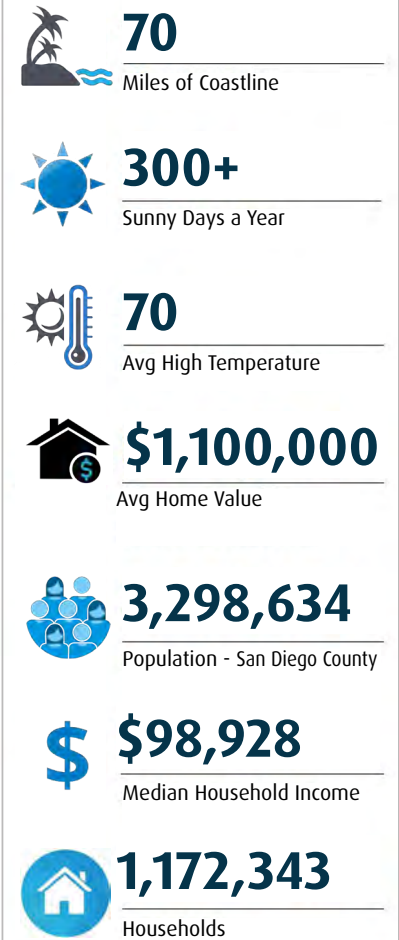 70
Miles of Coastline
300+
Sunny Days a Year
70
Avg High Temperature
$
$1,100,000
Avg Home Value
3,298,634
Population - San Diego County
$
$98,928
Median Household Income
1,172,343
Households